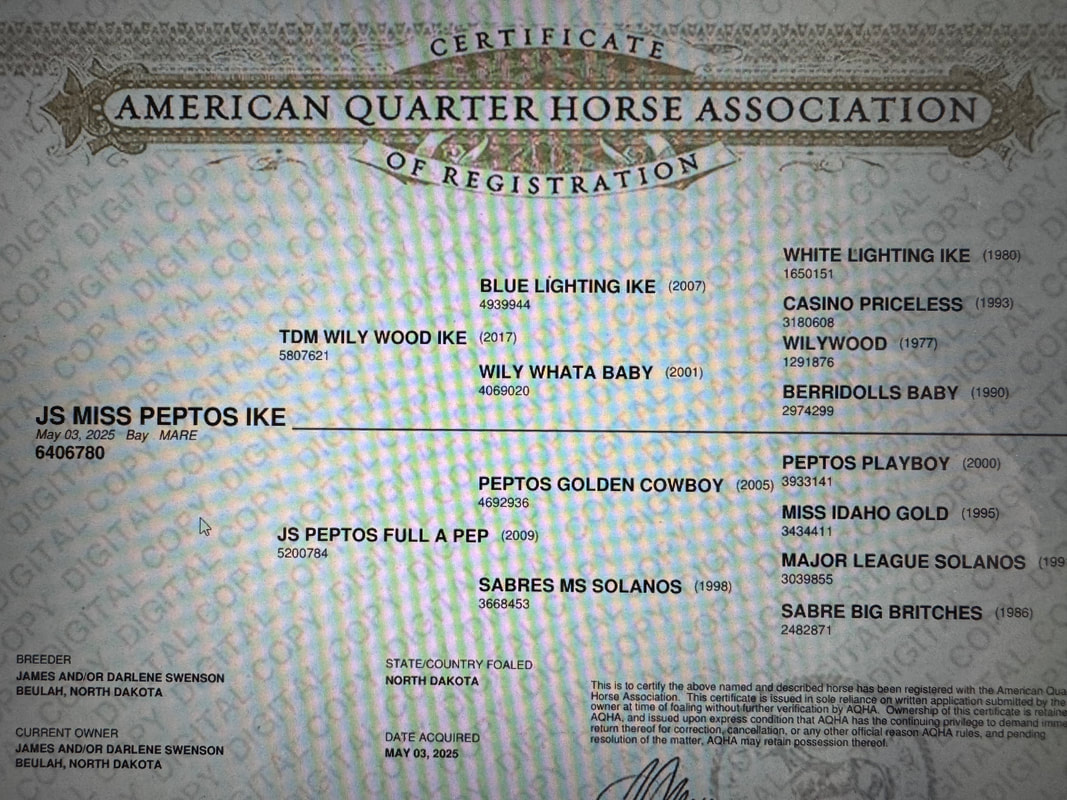 CERTIFICATE
AMERICAN QUARTER HORSE ASSOCIATION
OF REGISTRATION
WHITE LIGHTING IKE (1980)
1650151
BLUE LIGHTING IKE (2007)
4939944
CASINO PRICELESS (1993)
3180608
TDM WILY WOOD IKE (2017)
5807621
WILYWOOD (1977)
1291876
WILY WHATA BABY (2001)
4069020
BERRIDOLLS BABY (1990)
2974299
JS MISS PEPTOS IKE
May 03, 2025 Bay MARE
6406780
PEPTOS PLAYBOY (2000)
3933141
PEPTOS GOLDEN COWBOY (2005)
4692936
MISS IDAHO GOLD (1995)
3434411
JS PEPTOS FULL A PEP (2009)
5200784
MAJOR LEAGUE SOLANOS (199
3039855
SABRES MS SOLANOS (1998)
3668453
SABRE BIG BRITCHES (1986)
2482871
BREEDER
JAMES AND/OR DARLENE SWENSON
BEULAH, NORTH DAKOTA
STATE/COUNTRY FOALED
NORTH DAKOTA
CURRENT OWNER
JAMES AND/OR DARLENE SWENSON
BEULAH, NORTH DAKOTA
DATE ACQUIRED
MAY 03, 2025
This is to certify the above named and described horse has been registered with the American Qua
Horse Association. This certificate is issued in sole reliance on written application submitted by the
owner at time of foaling without further verification by AQHA. Ownership of this certificate is retaine
AQHA, and issued upon express condition that AQHA has the continuing privilege to demand imme
return thereof for correction, cancellation, or any other official reason AQHA rules, and pending
resolution of the matter, AQHA may retain possession thereof.
DIGITAL COPY